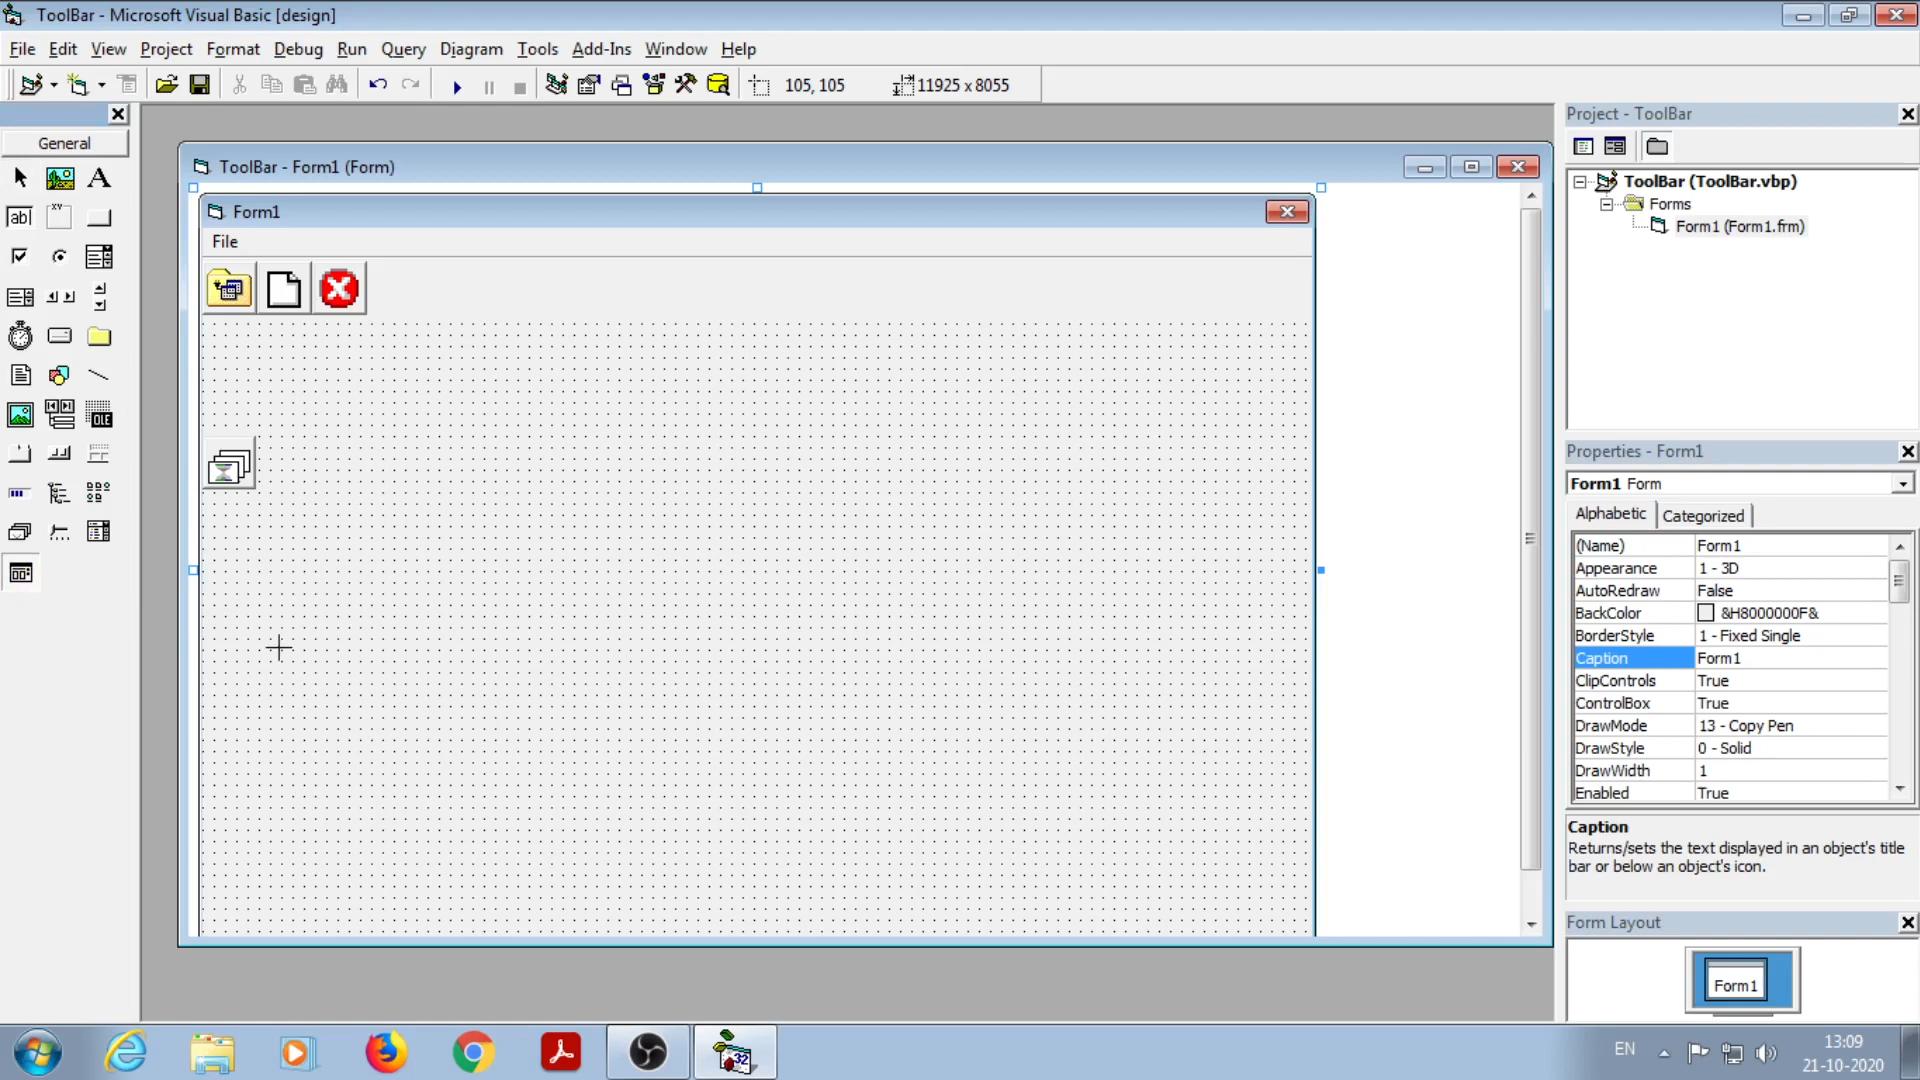 ToolBar - Microsoft Visual Basic [design]
File Edit View Project Format Debug Run Query Diagram Tools Add-Ins Window Help
105, 105 11925 x 8055
General
A
ab|
XY
OLE
ToolBar - Form1 (Form)
Form1
File
Project - ToolBar
ToolBar (ToolBar.vbp)
Forms
Form1 (Form1.frm)
Properties - Form1
Form1 Form
Alphabetic Categorized
(Name) Form1
Appearance 1 - 3D
AutoRedraw False
BackColor &H8000000F&
BorderStyle 1 - Fixed Single
Caption Form1
ClipControls True
ControlBox True
DrawMode 13 - Copy Pen
DrawStyle 0 - Solid
DrawWidth 1
Enabled True
Caption
Returns/sets the text displayed in an object's title
bar or below an object's icon.
Form Layout
Form1
32
EN
13:09
21-10-2020